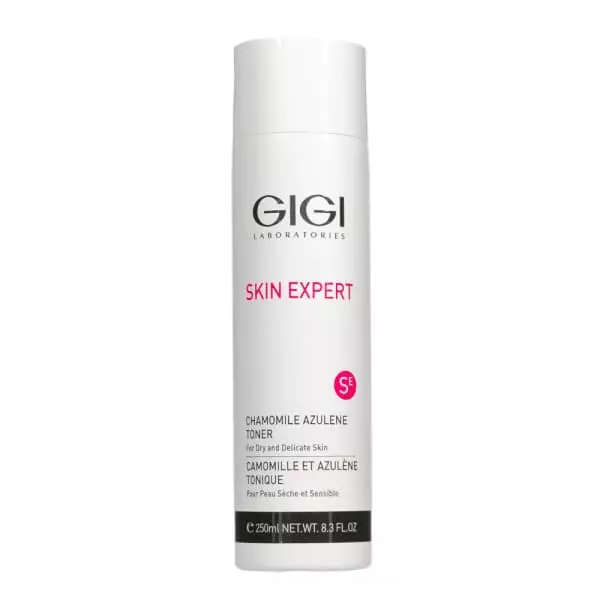 GIGI
LABORATORIES
SKIN EXPERT
SE
CHAMOMILE AZULENE
TONER
For Dry and Delicate Skin
CAMOMILLE ET AZULÈNE
TONIQUE
Pour Peau Sèche et Sensible
℮ 250ml NET.WT. 8.3 FL.OZ